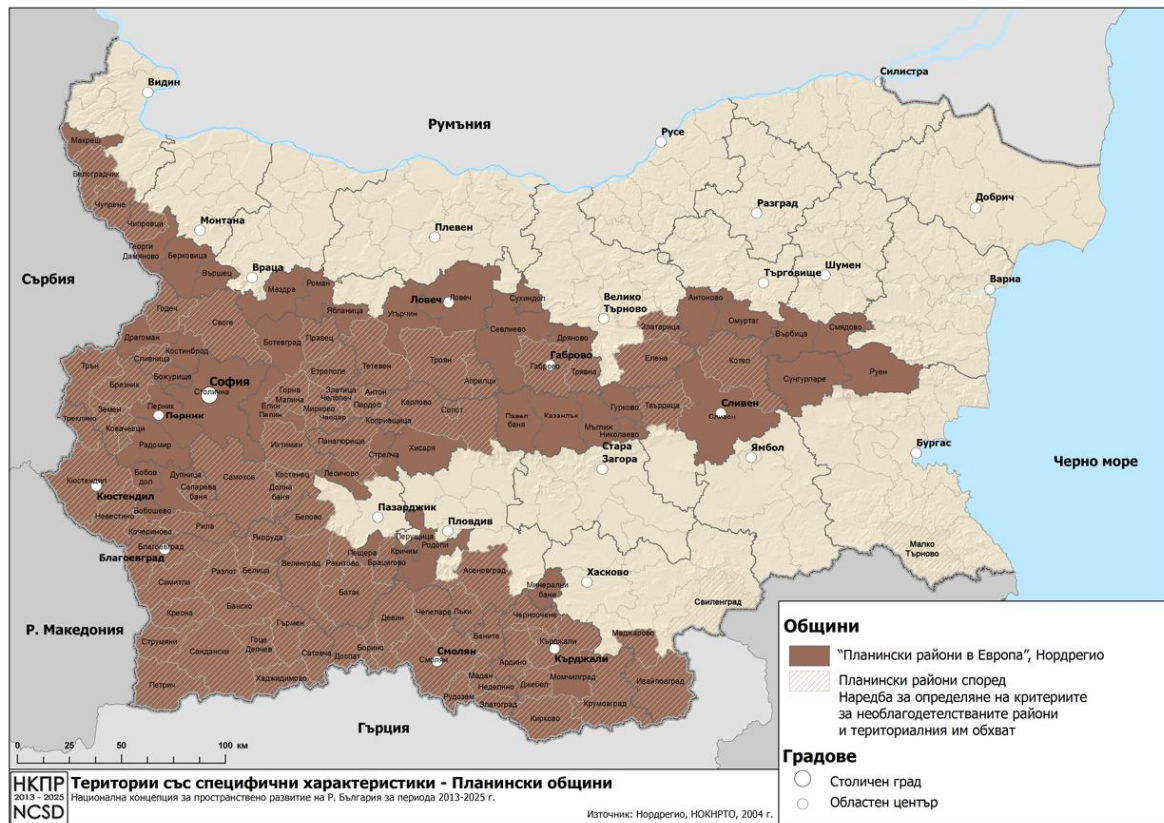 Силистра
Видин
Румъния
Русе
Макреш
Белоградчик
Добрич
Чупрене
Разград
Чипровци
Монтана
Плевен
Георги
Дамяново
Берковица
Вършец
Враца
Търговище
Шумен
Варна
Сърбия
Мездра
Роман
Ловеч
Ловеч
Сухиндол
Велико
Търново
Антоново
Годеч
Своге
Ябланица
Угърчин
Севлиево
Златарица
Омуртаг
Върбица
Смядово
Драгоман
Костинброд
Ботевград
Правец
Дряново
Трън
Сливница
Тетевен
Троян
Габрово
Габрово
Трявна
Елена
Котел
Руен
Брезник
Божурище
София
Столична
Етрополе
Априлци
Сунгурларе
Трекляно
Земен
Перник
Перник
Горна
Малина
Златица
Челопеч
Антон
Карлово
Твърдица
Сливен
Сливен
Ковачевци
Елин
Пелин
Мирково
Чавдар
Пирдоп
Копривщица
Сопот
Павел
баня
Казанлък
Гурково
Радомир
Ихтиман
Панагюрище
Мъглиж
Николаево
Стрелча
Хисаря
Стара
Загора
Ямбол
Бургас
Черно море
Кюстендил
Кюстендил
Бобов
дол
Дупница
Сапарева
баня
Самоков
Костенец
Долна
баня
Лесичово
Невестино
Бобошево
Белово
Пазарджик
Пловдив
Кочериново
Рила
Якоруда
Перущица
Родопи
Благоевград
Благоевград
Пещера
Кричим
Малко
Търново
Симитли
Разлог
Белица
Велинград
Ракитово
Брацигово
Асеновград
Хасково
Минерални
бани
Батак
Свиленград
Р. Македония
Кресна
Банско
Гърмен
Девин
Чепеларе
Лъки
Черноочене
Струмяни
Сандански
Гоце
Делчев
Сатовча
Доспат
Борино
Смолян
Смолян
Баните
Кърджали
Кърджали
Маджарово
Ардино
Петрич
Хаджидимово
Мадан
Неделино
Джебел
Момчилград
Ивайловград
Рудозем
Златоград
Крумовград
Кирково
Гърция
Общини
"Планински райони в Европа", Нордрегио
Планински райони според
Наредба за определяне на критериите
за необлагодетелстваните райони
и териториалния им обхват
Градове
Столичен град
Областен център
0 25 50 100 км
НКПР
2013 - 2025
NCSD
Територии със специфични характеристики - Планински общини
Национална концепция за пространствено развитие на Р. България за периода 2013-2025 г.
Източник: Нордрегио, НОКНРТО, 2004 г.